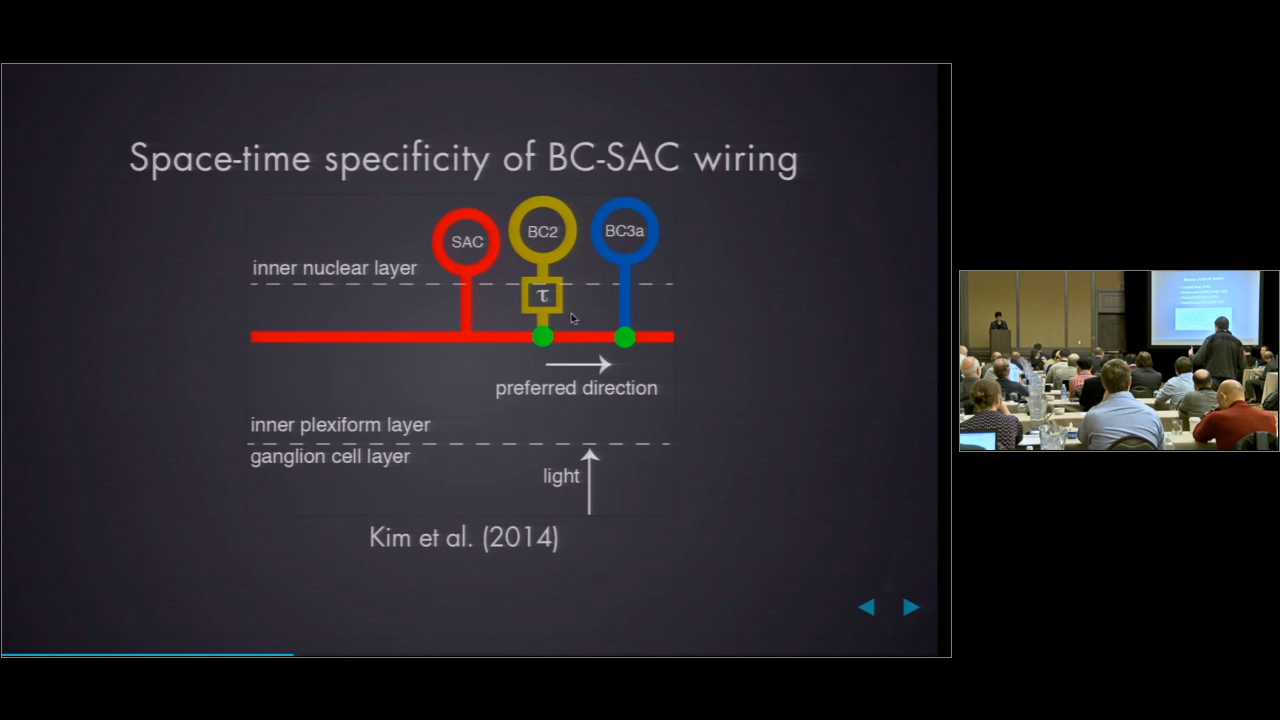 Space-time specificity of BC-SAC wiring
SAC
BC2
BC3a
inner nuclear layer
τ
preferred direction
inner plexiform layer
ganglion cell layer
light
Kim et al. (2014)